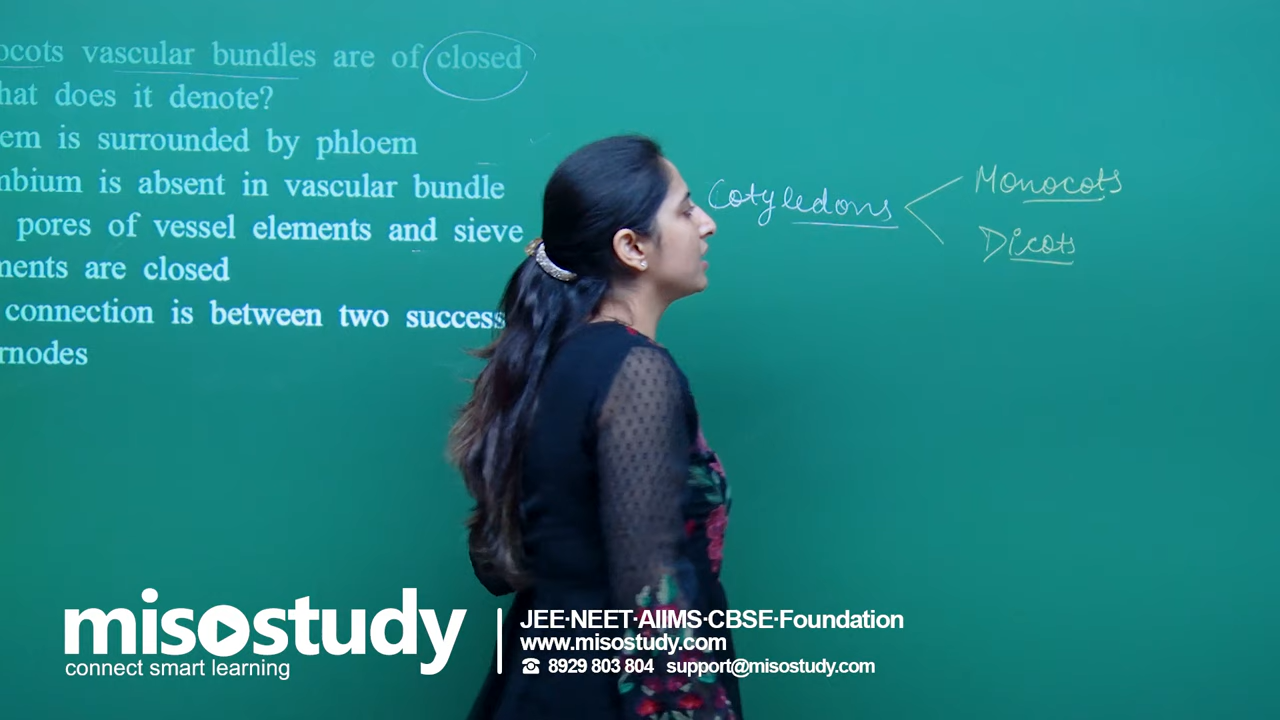 ocots vascular bundles are of closed
hat does it denote?
em is surrounded by phloem
mbium is absent in vascular bundle
pores of vessel elements and sieve
ments are closed
connection is between two success
rnodes
Cotyledons
Monocots
Dicots
misostudy
connect smart learning
JEE·NEET·AIIMS·CBSE·Foundation
www.misostudy.com
☎ 8929 803 804 support@misostudy.com